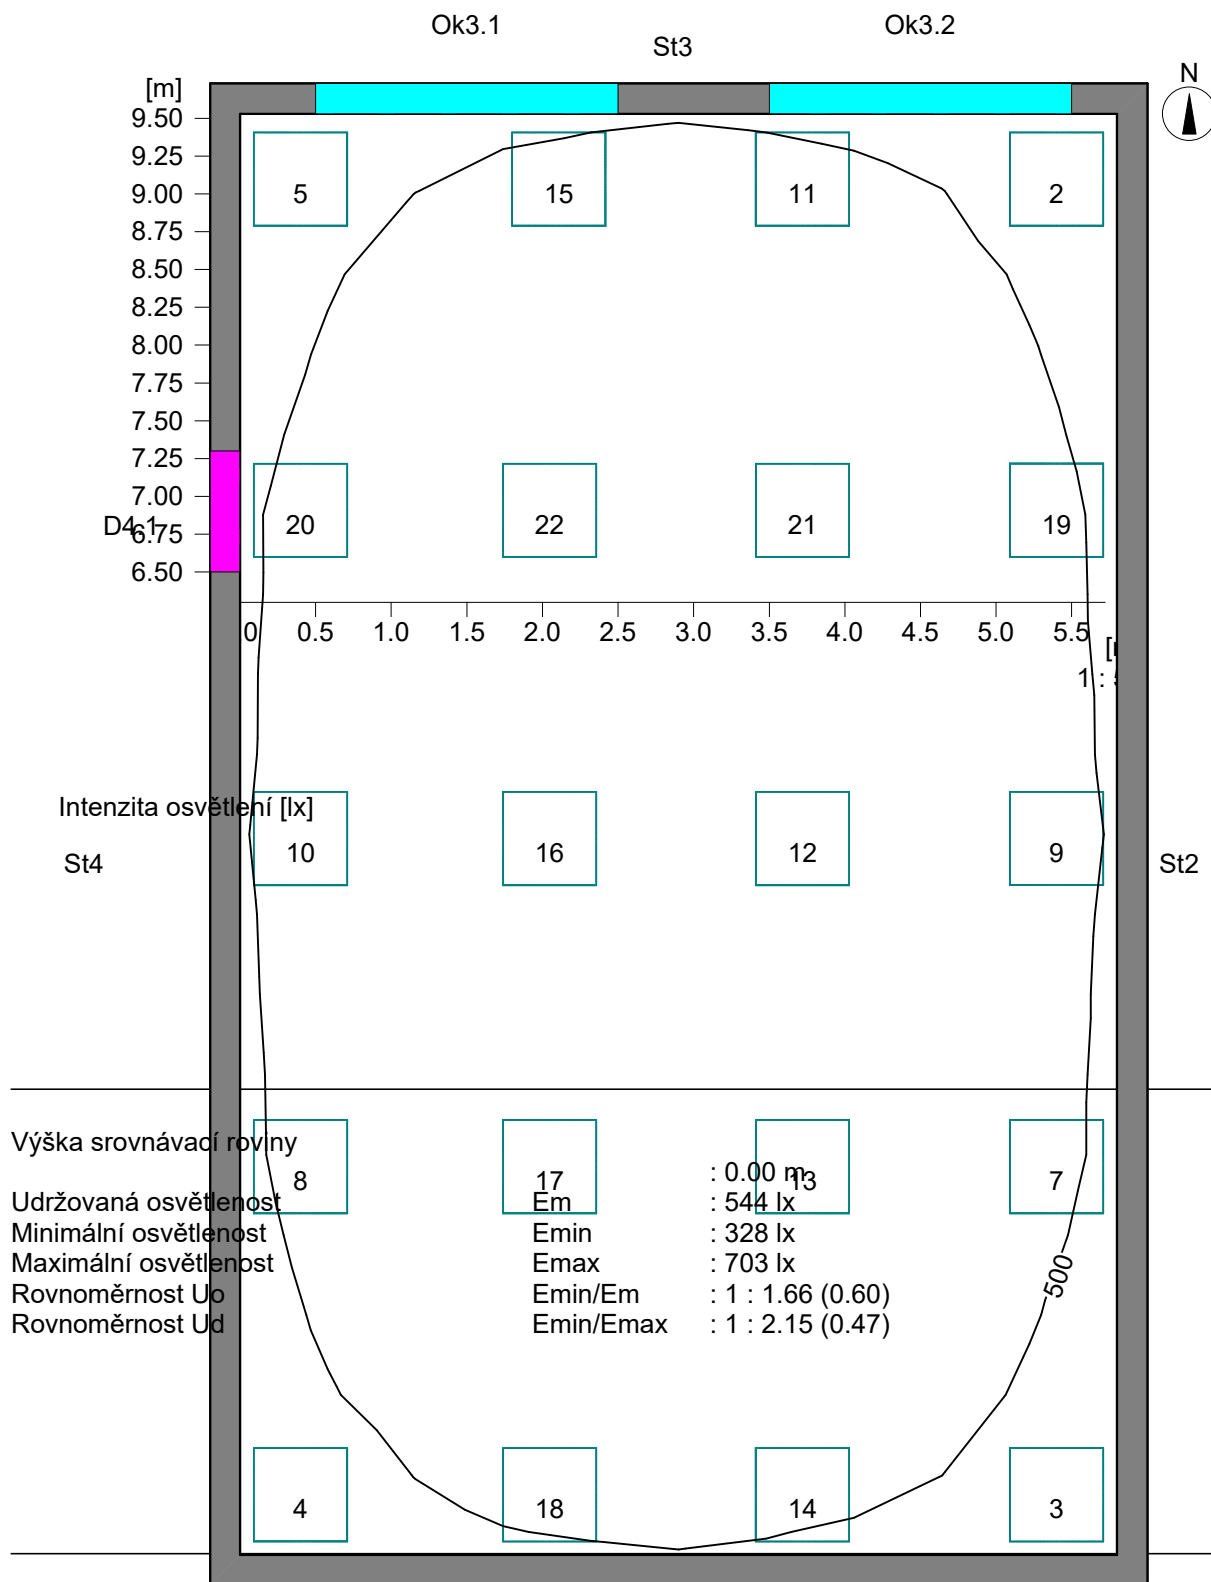 Ok3.1 Ok3.2
St3
N
[m]
9.50
9.25
9.00
8.75
8.50
8.25
8.00
7.75
7.50
7.25
7.00
6.75
6.50
5 15 11 2
D4.1
20 22 21 19
0 0.5 1.0 1.5 2.0 2.5 3.0 3.5 4.0 4.5 5.0 5.5
1 :
Intenzita osvětlení [lx]
10 16 12 9
St4 St2
Výška srovnávací roviny : 0.00 m
8 17 13 7
Udržovaná osvětlenost Em : 544 lx
Minimální osvětlenost Emin : 328 lx
Maximální osvětlenost Emax : 703 lx
Rovnoměrnost Uo Emin/Em : 1 : 1.66 (0.60)
Rovnoměrnost Ud Emin/Emax : 1 : 2.15 (0.47)
500
4 18 14 3